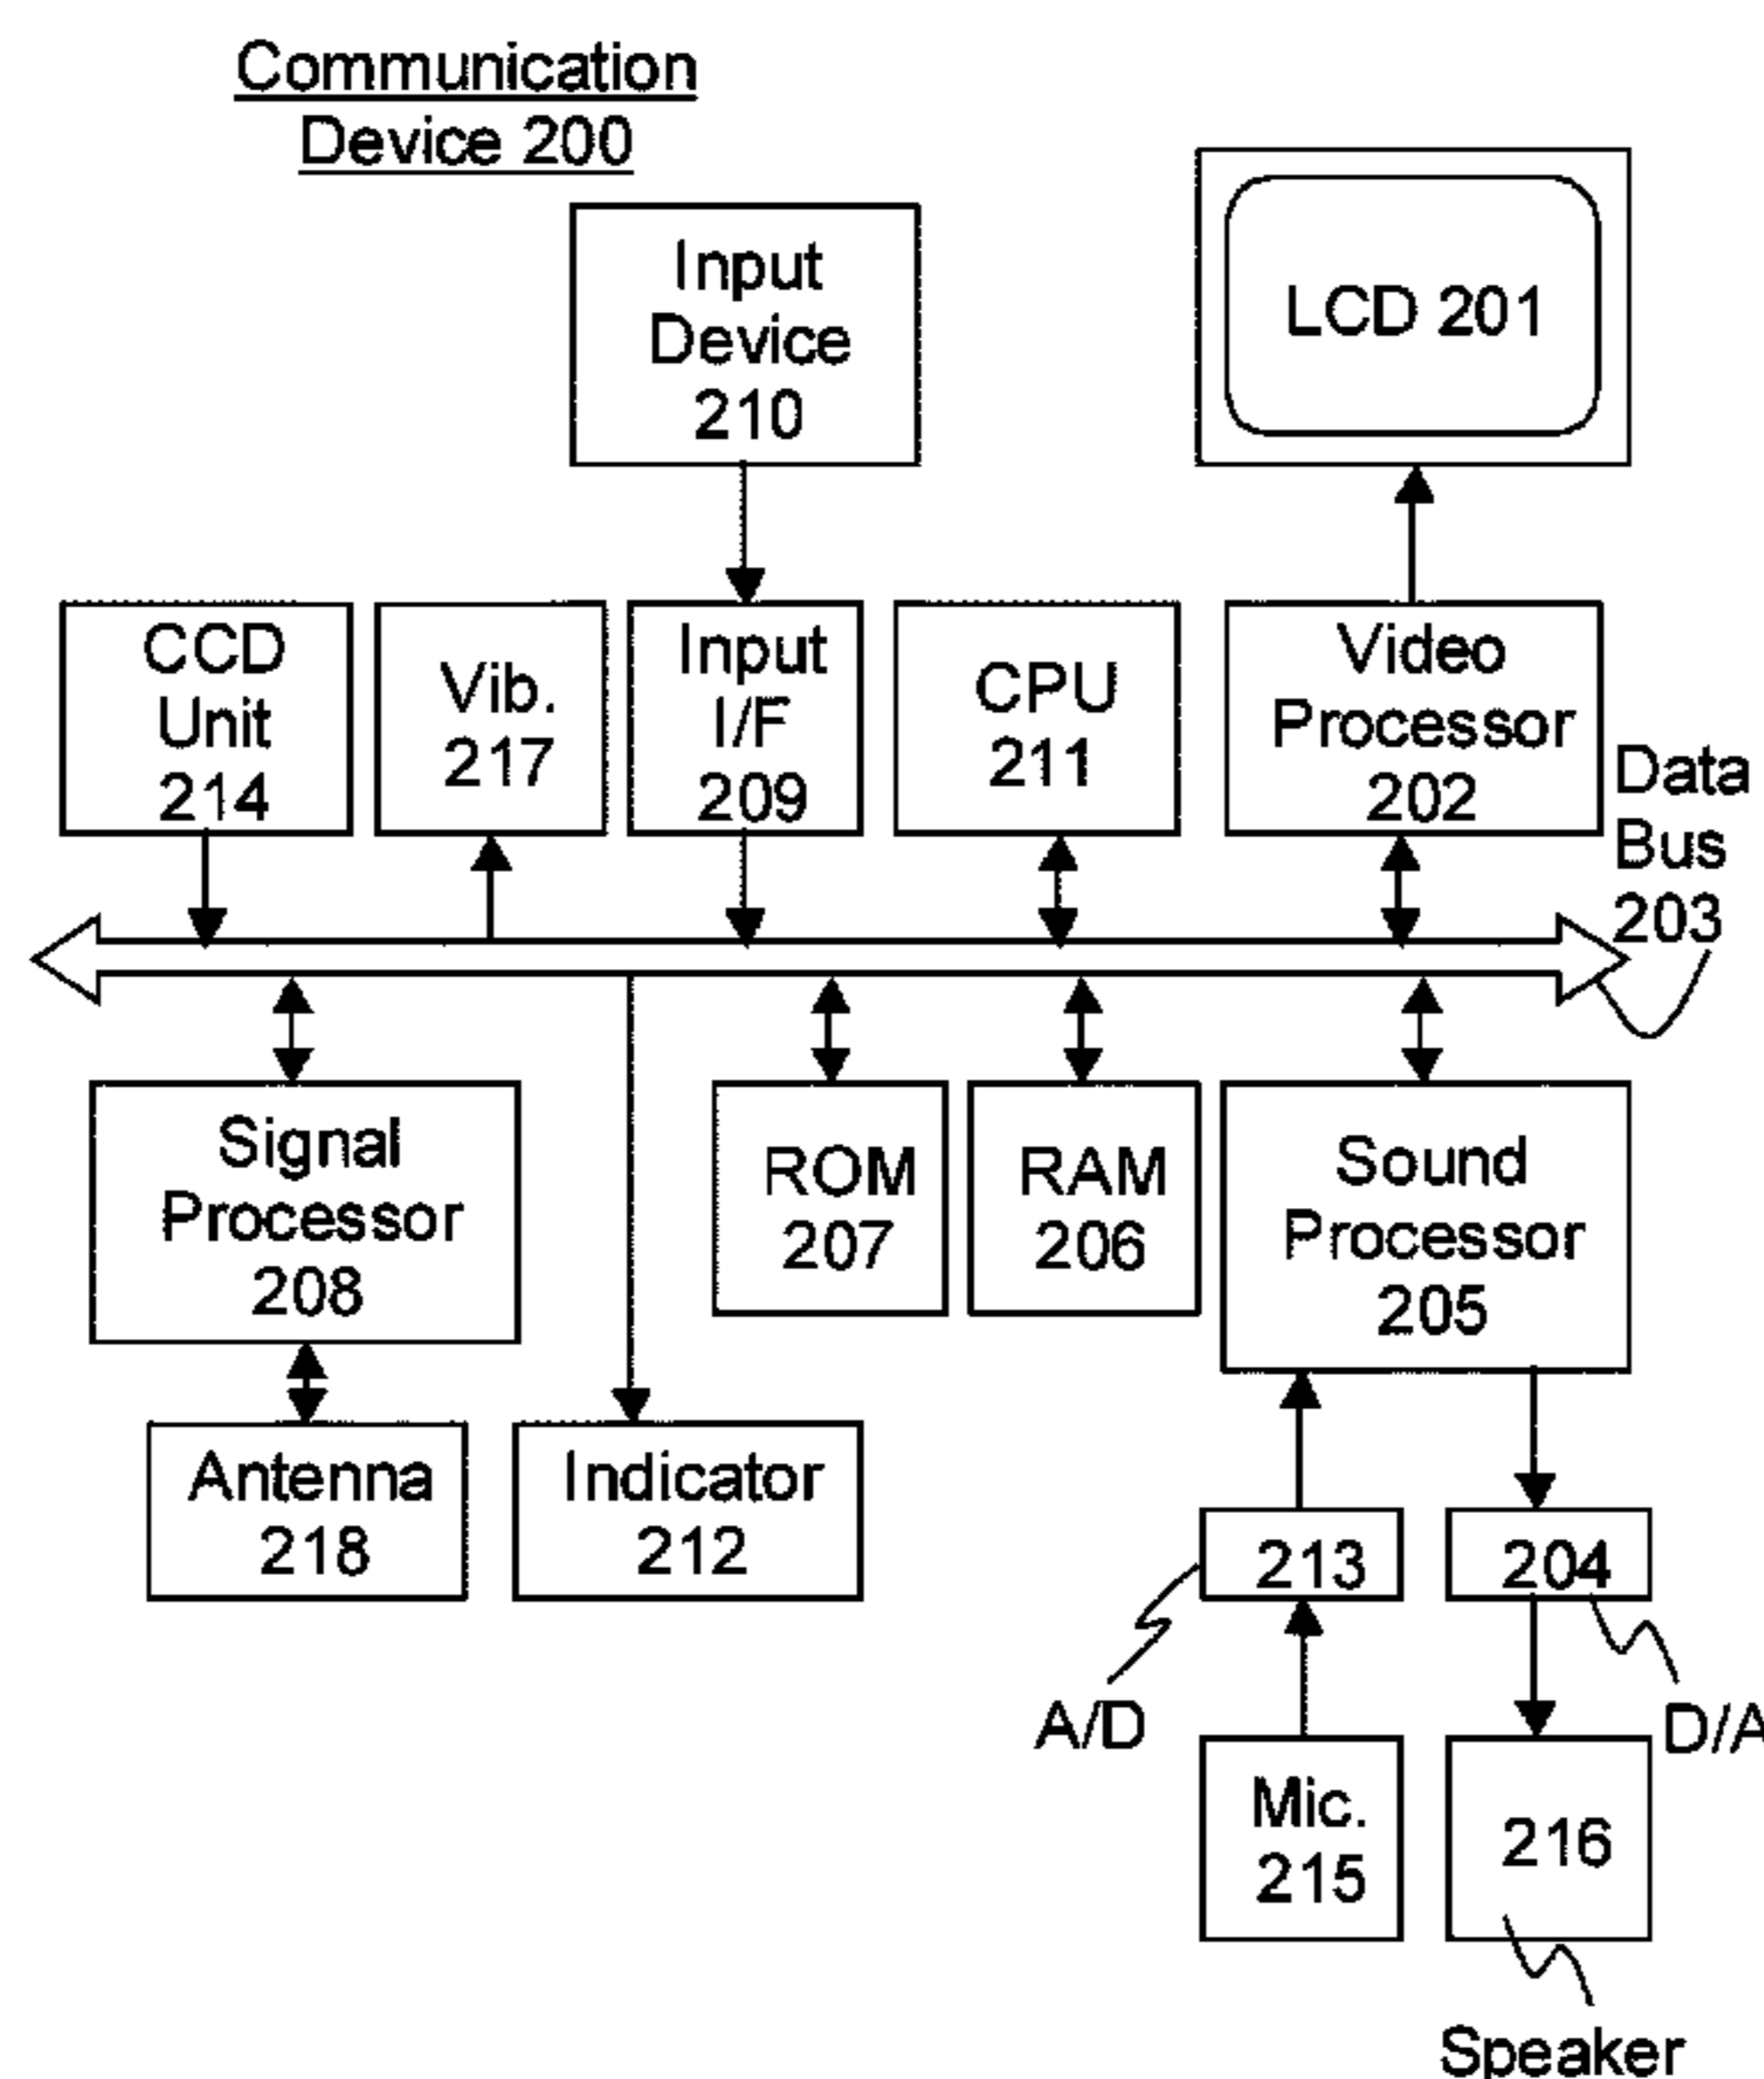 Communication
Device 200
Input
Device
210
LCD 201
CCD
Unit
214
Vib.
217
Input
I/F
209
CPU
211
Video
Processor
202
Data
Bus
203
Signal
Processor
208
ROM
207
RAM
206
Sound
Processor
205
Antenna
218
Indicator
212
213
204
A/D
D/A
Mic.
215
216
Speaker